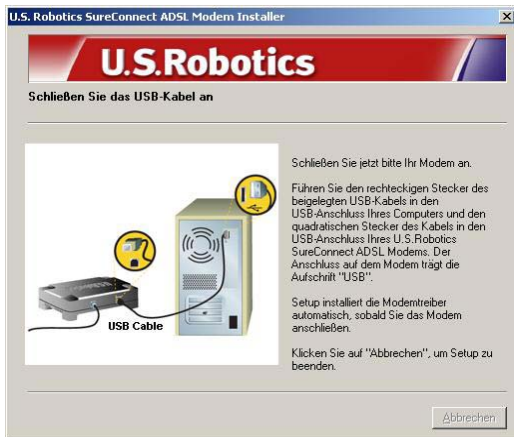 U.S. Robotics SureConnect ADSL Modem Installer
U.S.Robotics
Schließen Sie das USB-Kabel an
Schließen Sie jetzt bitte Ihr Modem an.
Führen Sie den rechteckigen Stecker des
beigelegten USB-Kabels in den
USB-Anschluss Ihres Computers und den
quadratischen Stecker des Kabels in den
USB-Anschluss Ihres U.S.Robotics
SureConnect ADSL Modems. Der
Anschluss auf dem Modem trägt die
Aufschrift "USB".
Setup installiert die Modemtreiber
automatisch, sobald Sie das Modem
anschließen.
Klicken Sie auf "Abbrechen", um Setup zu
beenden.
USB Cable
Abbrechen